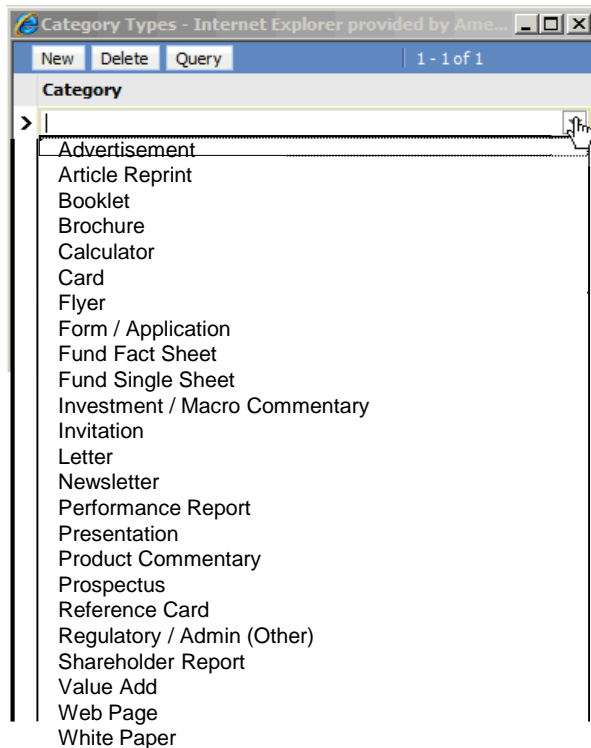 Category Types - Internet Explorer provided by Ame...
New Delete Query 1 - 1 of 1
Category
Advertisement
Article Reprint
Booklet
Brochure
Calculator
Card
Flyer
Form / Application
Fund Fact Sheet
Fund Single Sheet
Investment / Macro Commentary
Invitation
Letter
Newsletter
Performance Report
Presentation
Product Commentary
Prospectus
Reference Card
Regulatory / Admin (Other)
Shareholder Report
Value Add
Web Page
White Paper